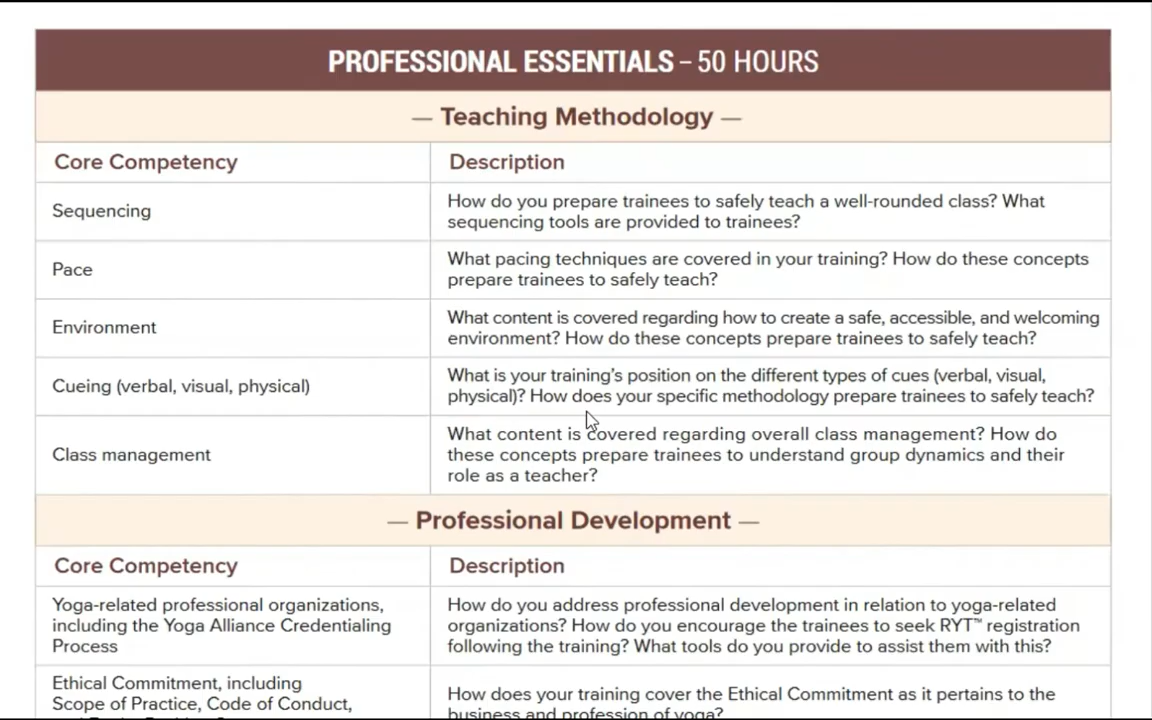 PROFESSIONAL ESSENTIALS – 50 HOURS
— Teaching Methodology —
Core Competency
Description
Sequencing
How do you prepare trainees to safely teach a well-rounded class? What
sequencing tools are provided to trainees?
Pace
What pacing techniques are covered in your training? How do these concepts
prepare trainees to safely teach?
Environment
What content is covered regarding how to create a safe, accessible, and welcoming
environment? How do these concepts prepare trainees to safely teach?
Cueing (verbal, visual, physical)
What is your training's position on the different types of cues (verbal, visual,
physical)? How does your specific methodology prepare trainees to safely teach?
Class management
What content is covered regarding overall class management? How do
these concepts prepare trainees to understand group dynamics and their
role as a teacher?
— Professional Development —
Core Competency
Description
Yoga-related professional organizations,
including the Yoga Alliance Credentialing
Process
How do you address professional development in relation to yoga-related
organizations? How do you encourage the trainees to seek RYT™ registration
following the training? What tools do you provide to assist them with this?
Ethical Commitment, including
Scope of Practice, Code of Conduct,
How does your training cover the Ethical Commitment as it pertains to the
business and profession of yoga?